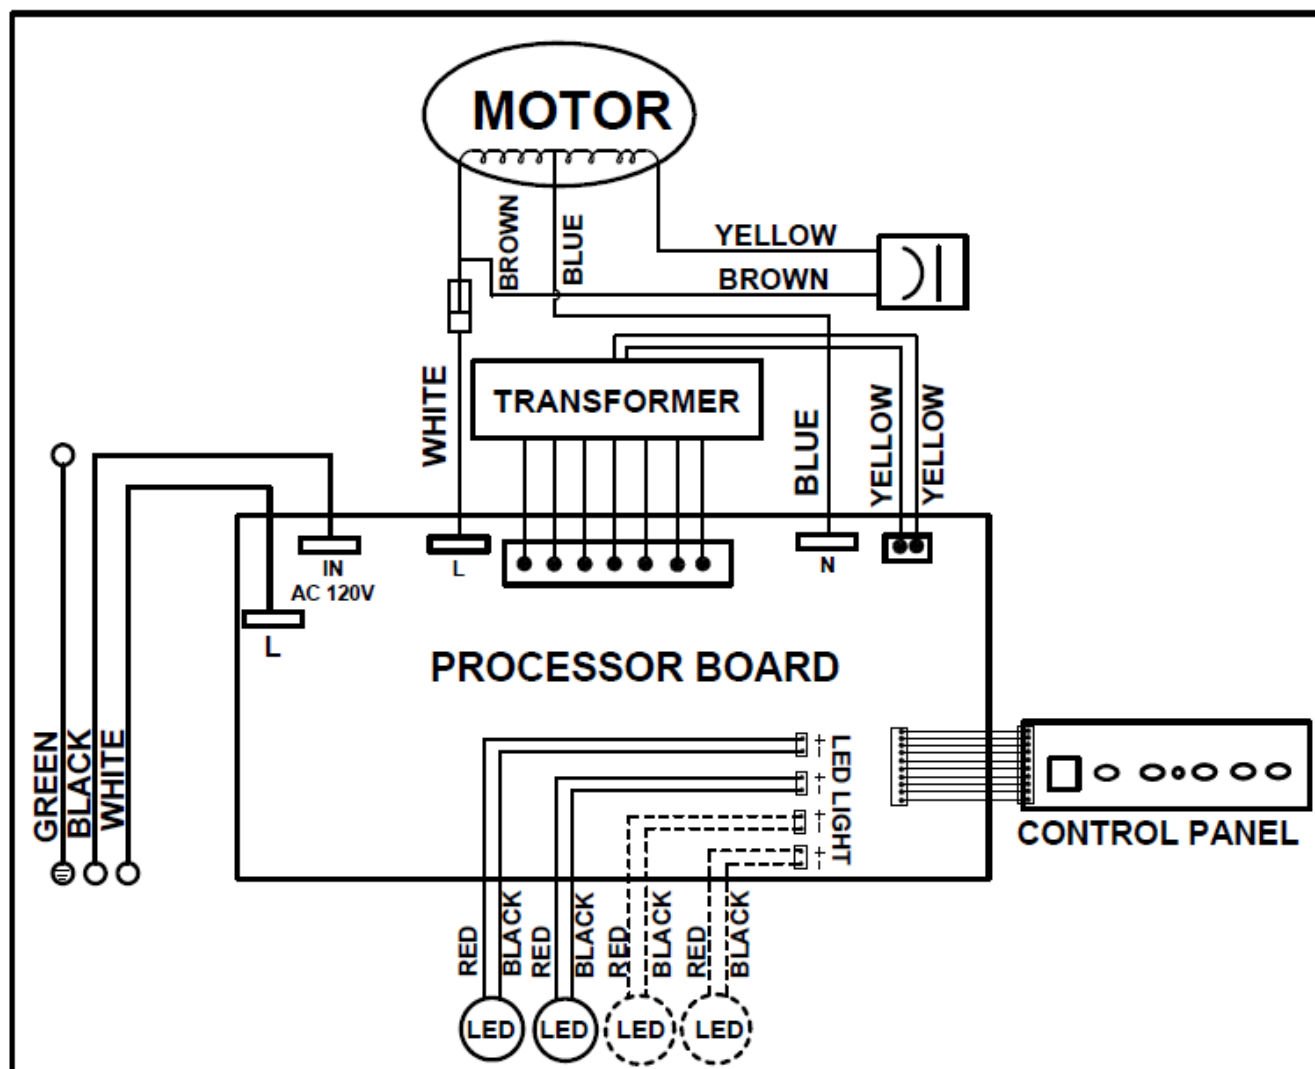 MOTOR
BROWN
BLUE
YELLOW
BROWN
WHITE
TRANSFORMER
BLUE
YELLOW
YELLOW
IN
AC 120V
L
L
N
PROCESSOR BOARD
GREEN
BLACK
WHITE
+ -
+ -
+ -
+ -
LED LIGHT
CONTROL PANEL
RED
BLACK
RED
BLACK
RED
BLACK
RED
BLACK
LED
LED
LED
LED